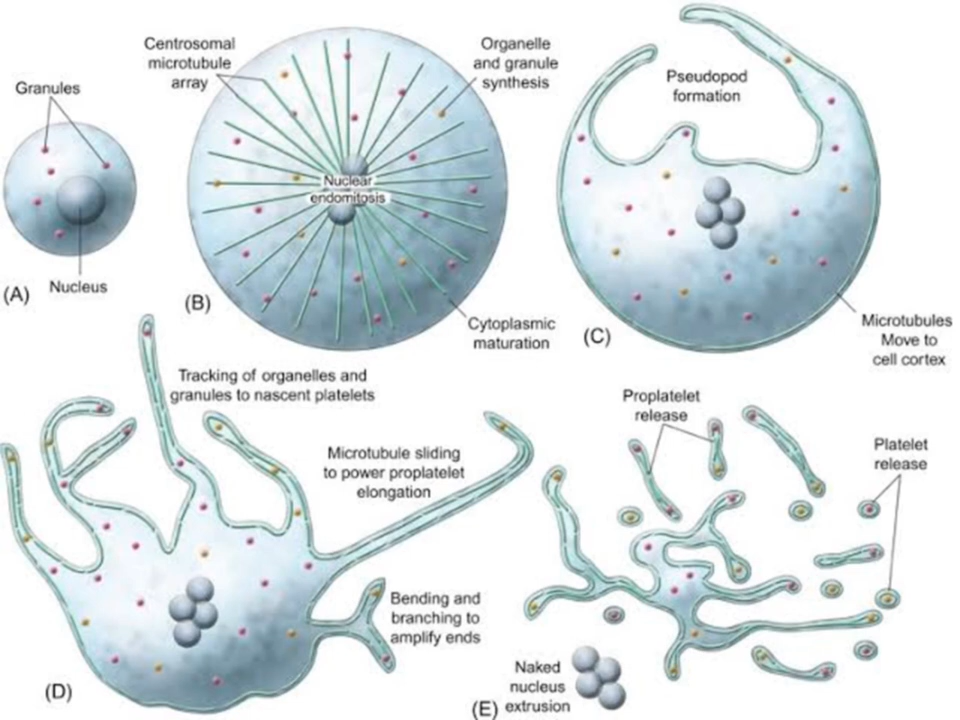 Granules
Nucleus
(A)
Centrosomal
microtubule
array
Organelle
and granule
synthesis
Nuclear
endomitosis
Cytoplasmic
maturation
(B)
Pseudopod
formation
Microtubules
Move to
cell cortex
(C)
Tracking of organelles and
granules to nascent platelets
Microtubule sliding
to power proplatelet
elongation
Bending and
branching to
amplify ends
(D)
Proplatelet
release
Platelet
release
Naked
nucleus
extrusion
(E)